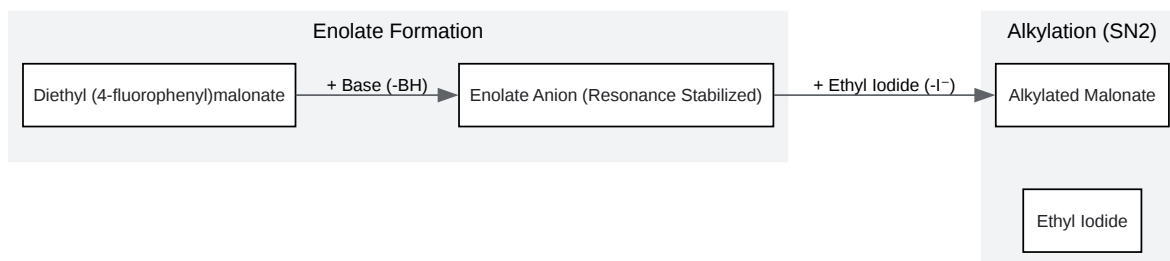 Enolate Formation
Alkylation (SN2)
Diethyl (4-fluorophenyl)malonate
+ Base (-BH)
Enolate Anion (Resonance Stabilized)
+ Ethyl Iodide (-I⁻)
Alkylated Malonate
Ethyl Iodide